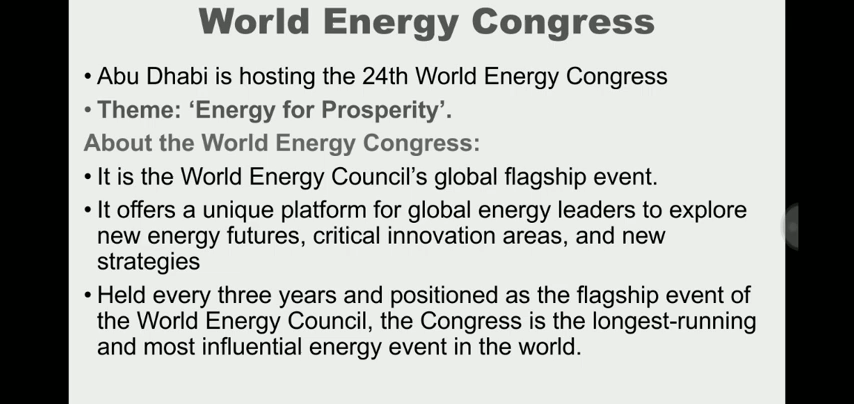 World Energy Congress
• Abu Dhabi is hosting the 24th World Energy Congress
• Theme: ‘Energy for Prosperity’.
About the World Energy Congress:
• It is the World Energy Council’s global flagship event.
• It offers a unique platform for global energy leaders to explore
new energy futures, critical innovation areas, and new
strategies
• Held every three years and positioned as the flagship event of
the World Energy Council, the Congress is the longest-running
and most influential energy event in the world.